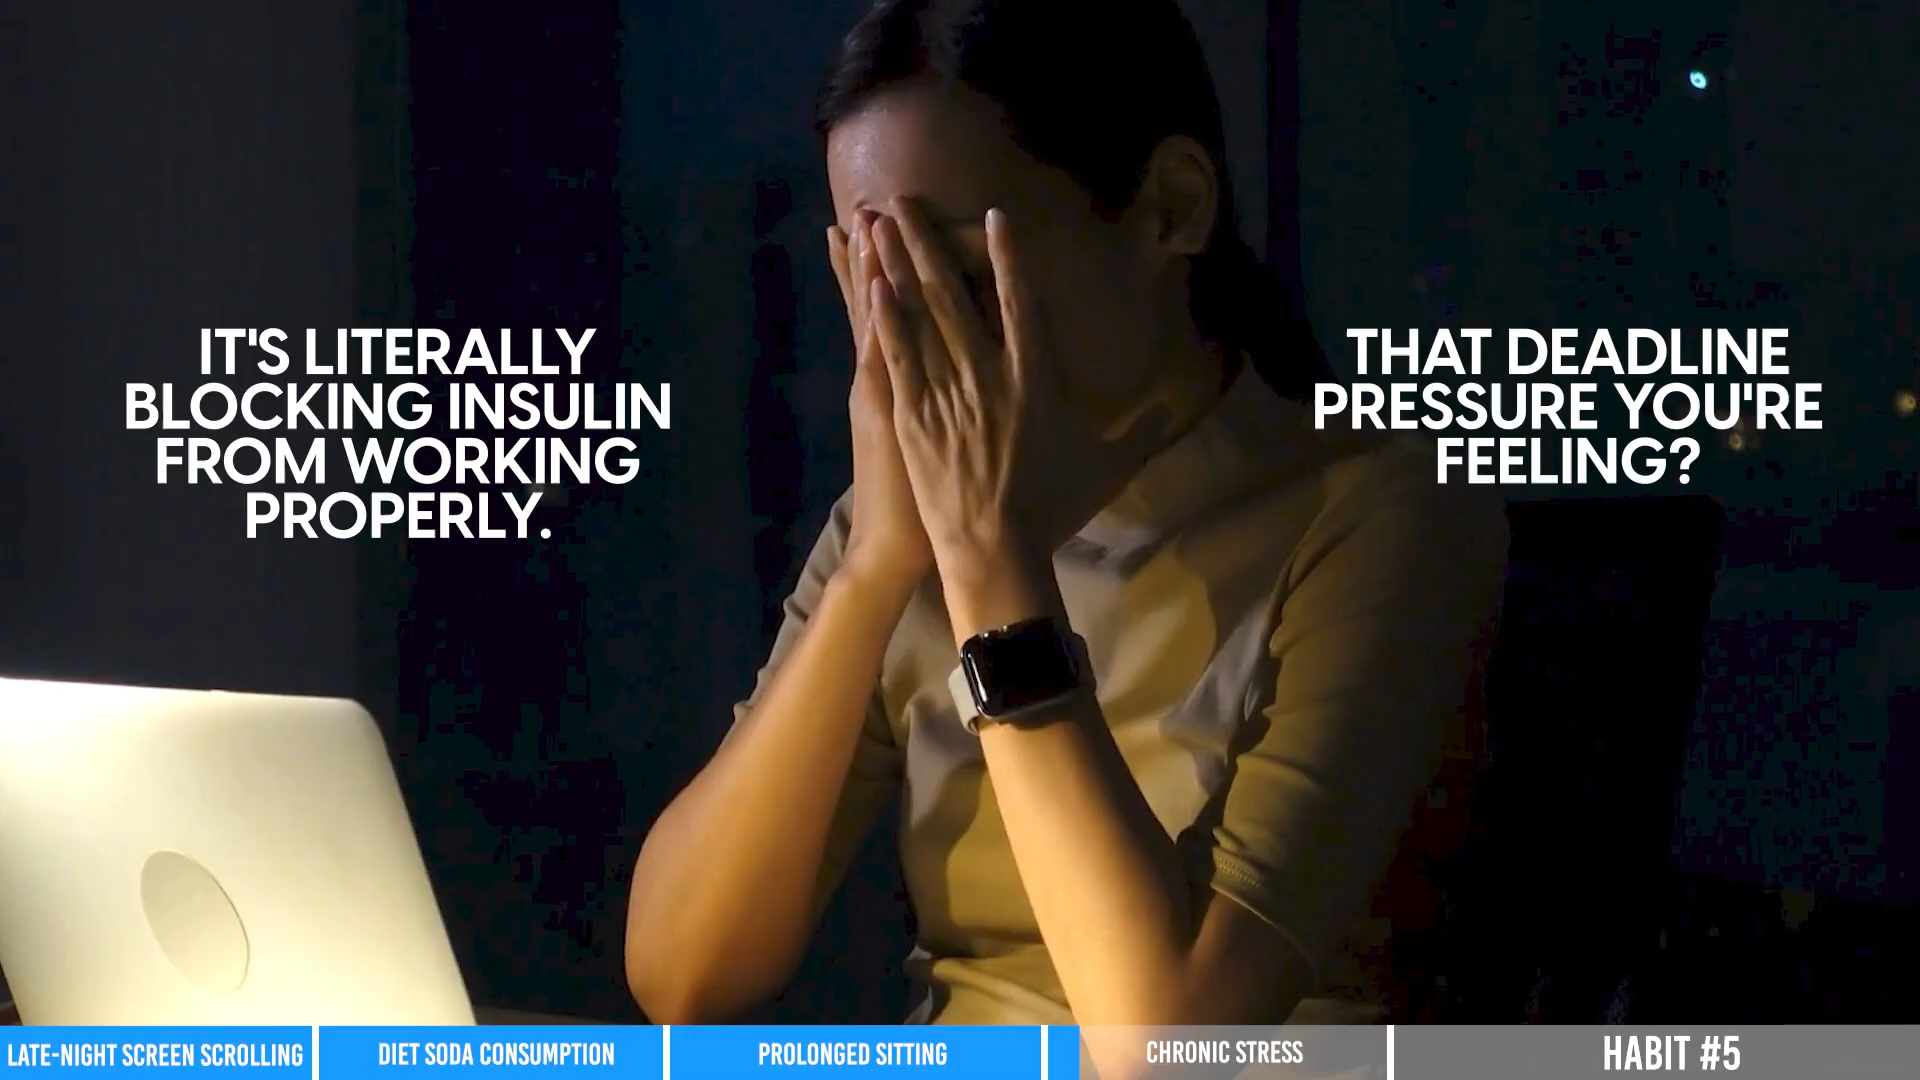 IT'S LITERALLY
BLOCKING INSULIN
FROM WORKING
PROPERLY.
THAT DEADLINE
PRESSURE YOU'RE
FEELING?
LATE-NIGHT SCREEN SCROLLING
DIET SODA CONSUMPTION
PROLONGED SITTING
CHRONIC STRESS
HABIT #5